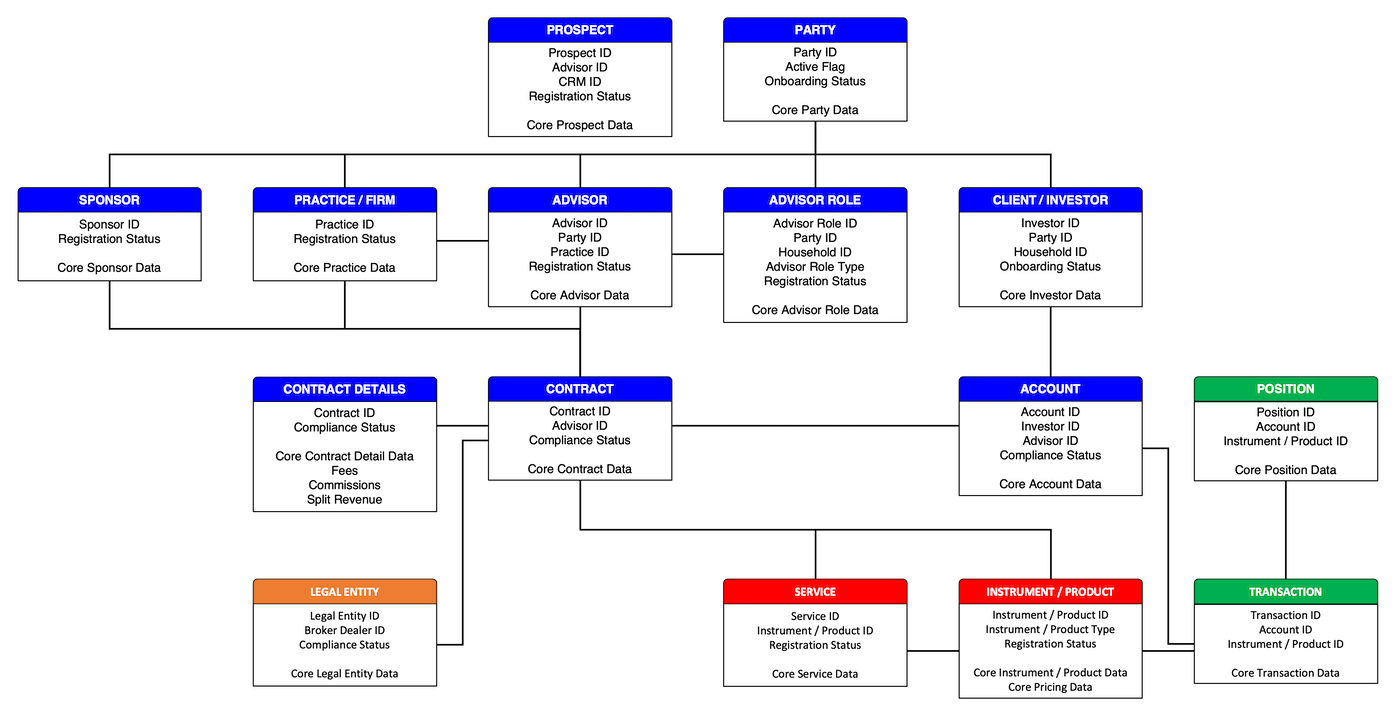 PROSPECT
Prospect ID
Advisor ID
CRM ID
Registration Status
Core Prospect Data
PARTY
Party ID
Active Flag
Onboarding Status
Core Party Data
SPONSOR
Sponsor ID
Registration Status
Core Sponsor Data
PRACTICE / FIRM
Practice ID
Registration Status
Core Practice Data
ADVISOR
Advisor ID
Party ID
Practice ID
Registration Status
Core Advisor Data
ADVISOR ROLE
Advisor Role ID
Party ID
Household ID
Advisor Role Type
Registration Status
Core Advisor Role Data
CLIENT / INVESTOR
Investor ID
Party ID
Household ID
Onboarding Status
Core Investor Data
CONTRACT DETAILS
Contract ID
Compliance Status
Core Contract Detail Data
Fees
Commissions
Split Revenue
CONTRACT
Contract ID
Advisor ID
Compliance Status
Core Contract Data
ACCOUNT
Account ID
Investor ID
Advisor ID
Compliance Status
Core Account Data
POSITION
Position ID
Account ID
Instrument / Product ID
Core Position Data
LEGAL ENTITY
Legal Entity ID
Broker Dealer ID
Compliance Status
Core Legal Entity Data
SERVICE
Service ID
Instrument / Product ID
Registration Status
Core Service Data
INSTRUMENT / PRODUCT
Instrument / Product ID
Instrument / Product Type
Registration Status
Core Instrument / Product Data
Core Pricing Data
TRANSACTION
Transaction ID
Account ID
Instrument / Product ID
Core Transaction Data